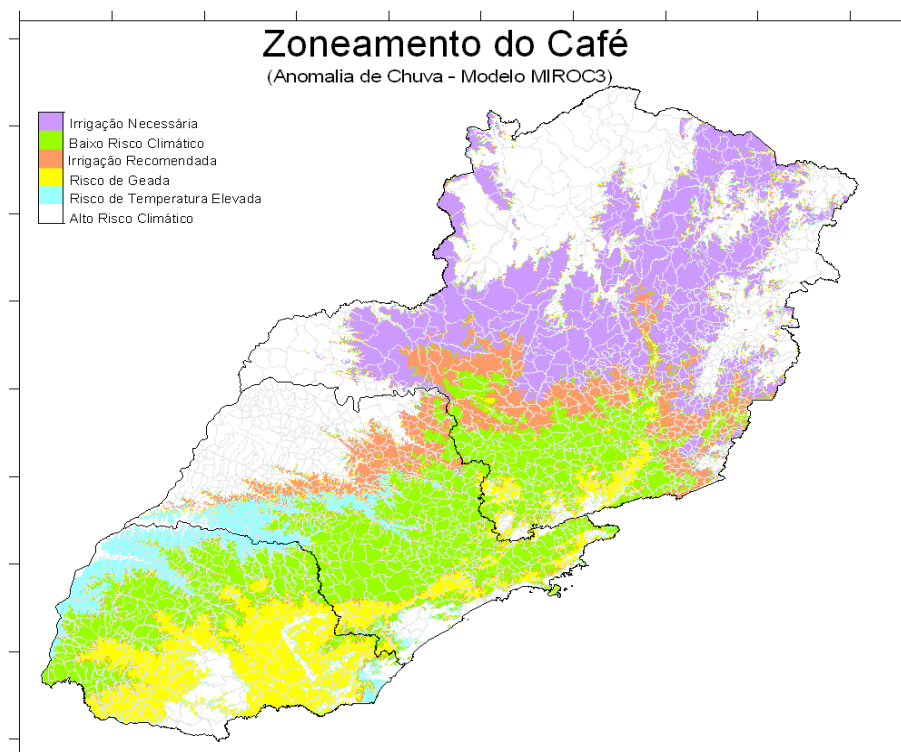 Zoneamento do Café
(Anomalia de Chuva - Modelo MIROC3)
Irrigação Necessária
Baixo Risco Climático
Irrigação Recomendada
Risco de Geada
Risco de Temperatura Elevada
Alto Risco Climático